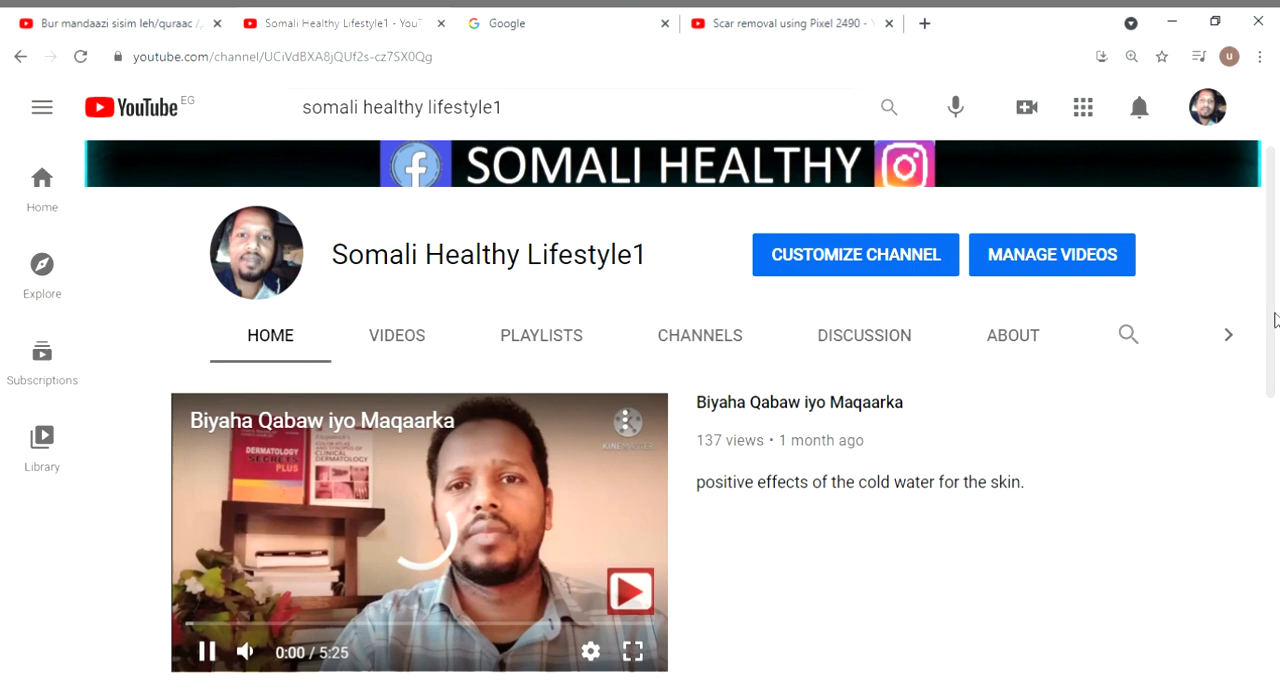 Bur mandaazi sisim leh/quraac /
Somali Healthy Lifestyle1 - YouT
Google
Scar removal using Pixel 2490 - Y
youtube.com/channel/UCiVdBXA8jQUf2s-cz7SX0Qg
u
YouTube EG
somali healthy lifestyle1
SOMALI HEALTHY
Home
Explore
Subscriptions
Library
Somali Healthy Lifestyle1
CUSTOMIZE CHANNEL
MANAGE VIDEOS
HOME
VIDEOS
PLAYLISTS
CHANNELS
DISCUSSION
ABOUT
Biyaha Qabaw iyo Maqaarka
KINEMASTER
DERMATOLOGY
SECRETS
PLUS
CLINICAL
DERMATOLOGY
0:00 / 5:25
Biyaha Qabaw iyo Maqaarka
137 views • 1 month ago
positive effects of the cold water for the skin.